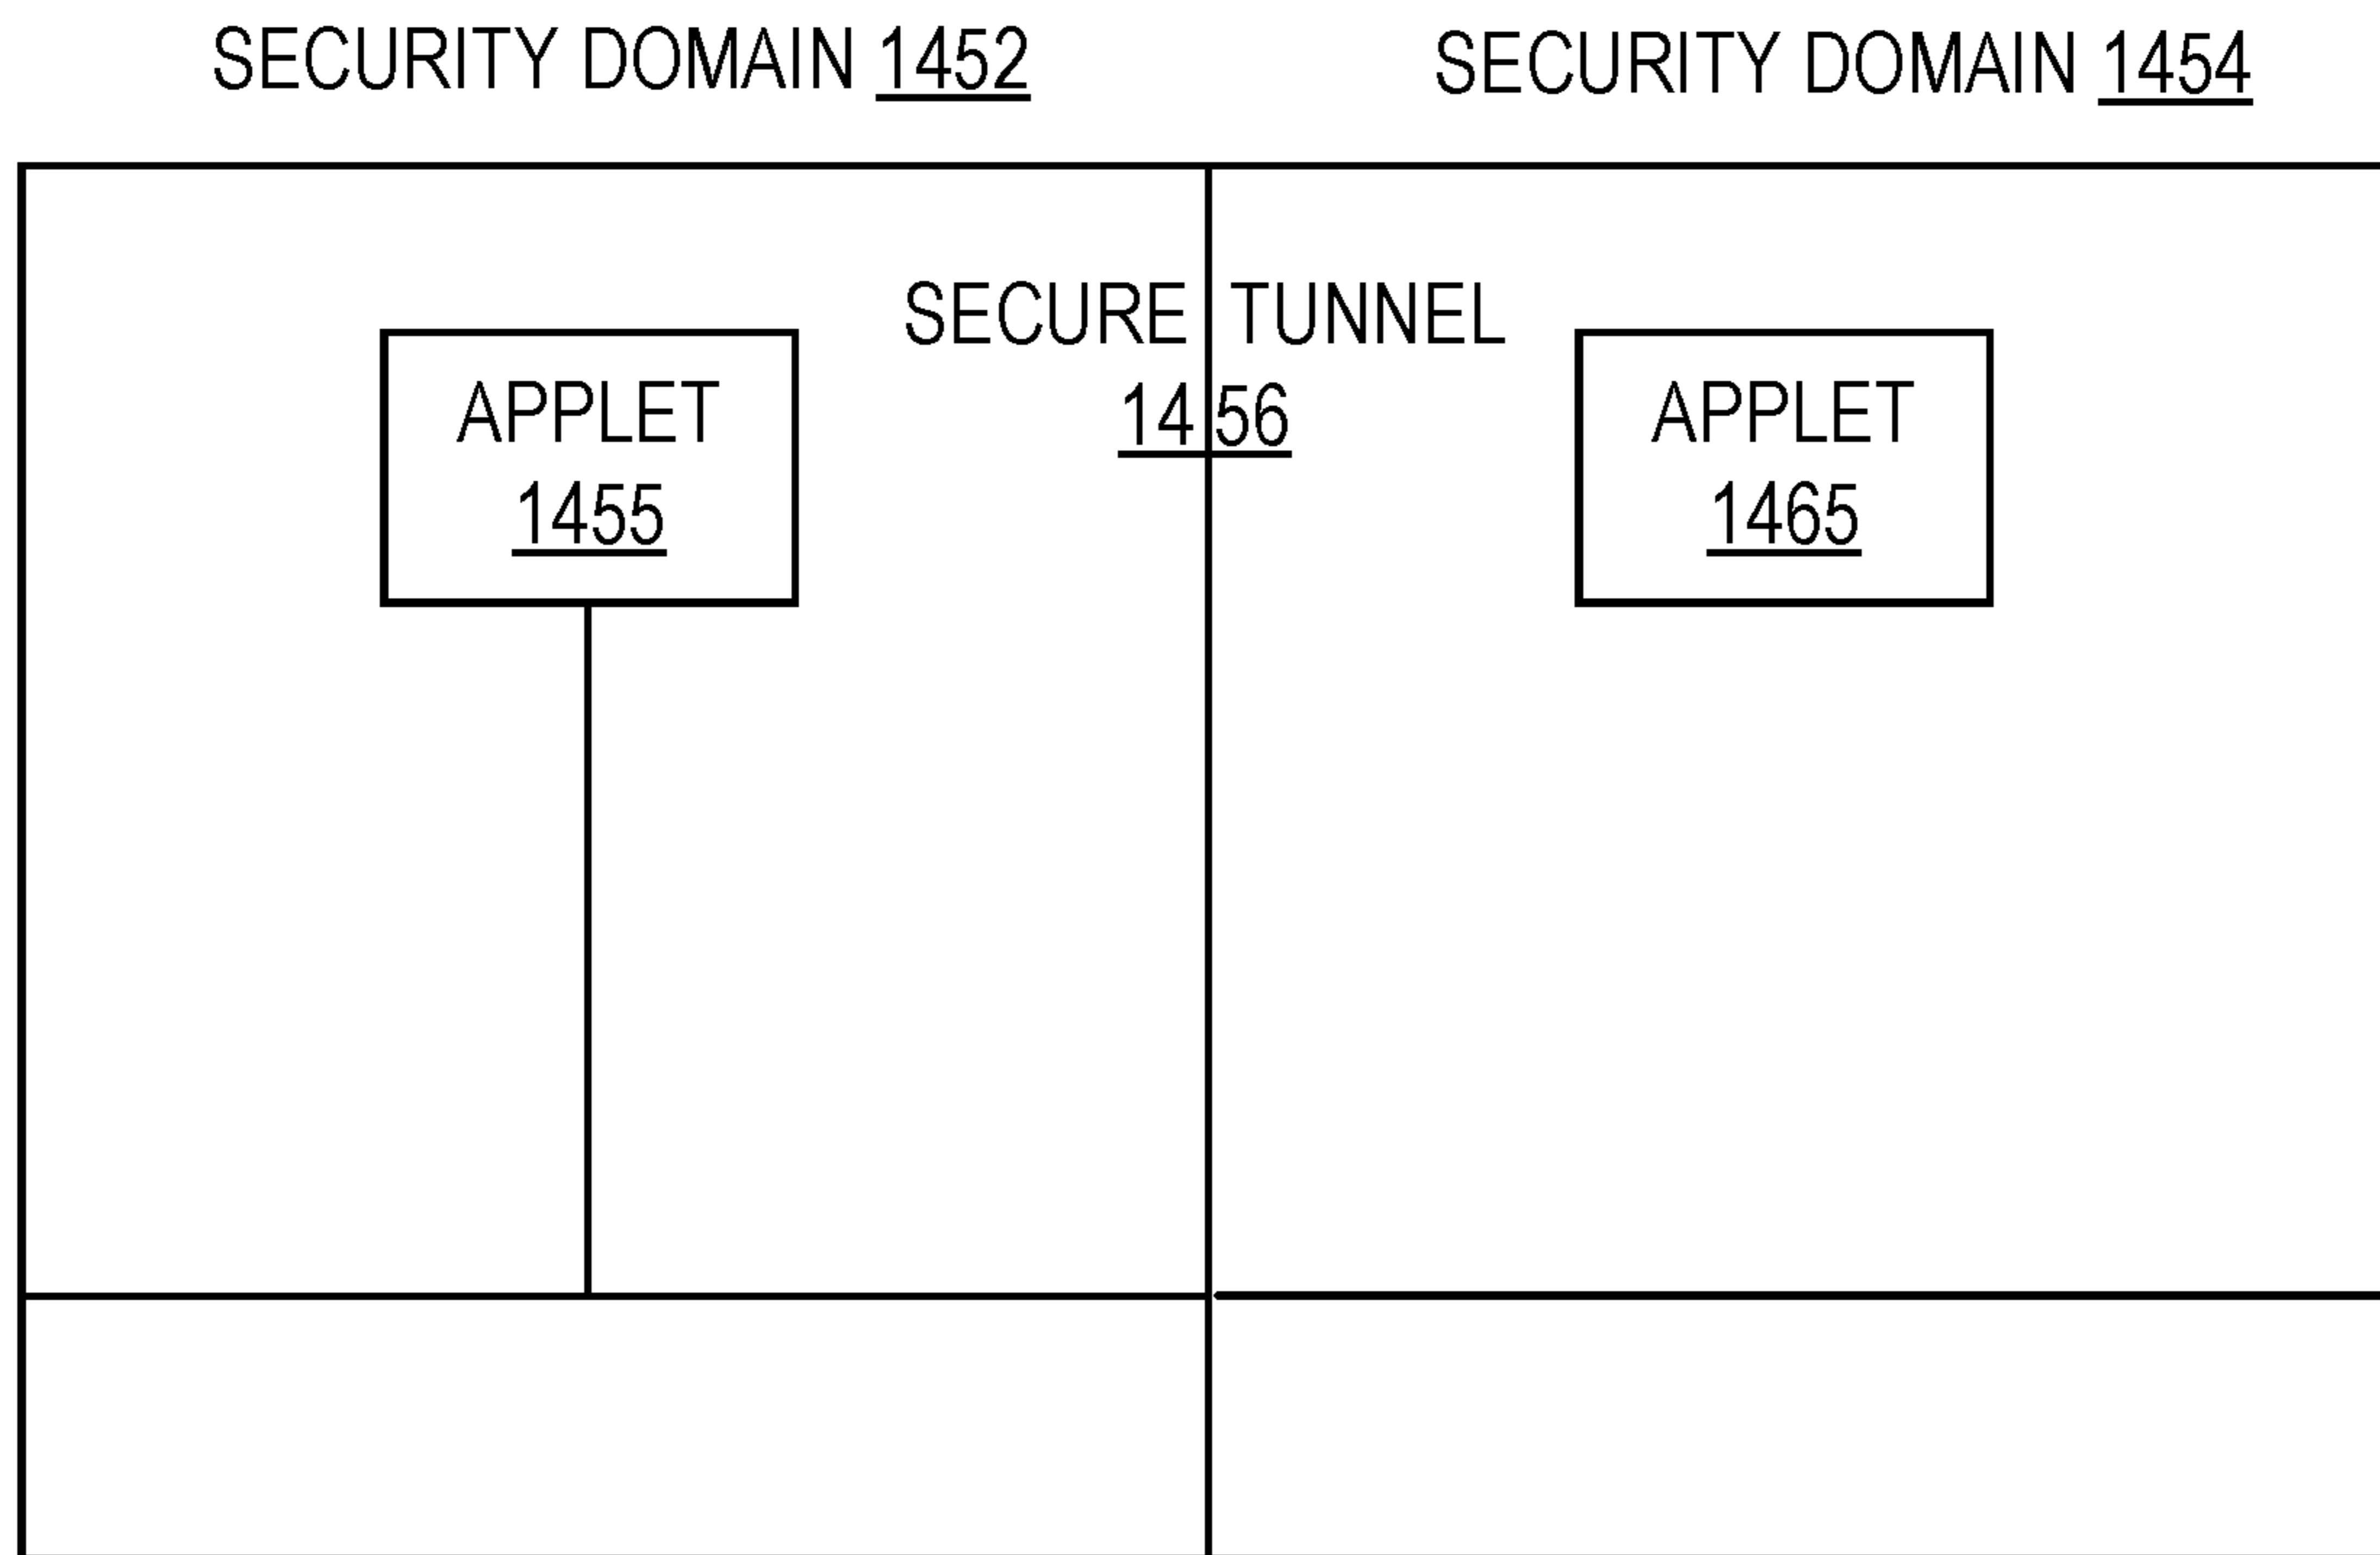 SECURITY DOMAIN 1452
SECURITY DOMAIN 1454
SECURE TUNNEL
1456
APPLET
1455
APPLET
1465